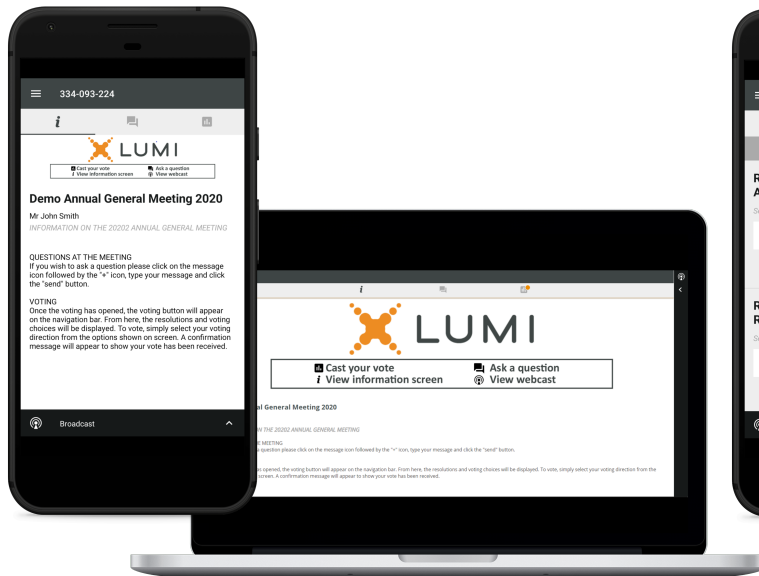 334-093-224
i
LUMI
Cast your vote
Ask a question
i View information screen
View webcast
Demo Annual General Meeting 2020
Mr John Smith
INFORMATION ON THE 20202 ANNUAL GENERAL MEETING
QUESTIONS AT THE MEETING
If you wish to ask a question please click on the message
icon followed by the "+" icon, type your message and click
the "send" button.
VOTING
Once the voting has opened, the voting button will appear
on the navigation bar. From here, the resolutions and voting
choices will be displayed. To vote, simply select your voting
direction from the options shown on screen. A confirmation
message will appear to show your vote has been received.
Broadcast
i
LUMI
Cast your vote
Ask a question
i View information screen
View webcast
al General Meeting 2020
ON THE 20202 ANNUAL GENERAL MEETING
MEETING
a question please click on the message icon followed by the "+" icon, type your message and click the "send" button.
as opened, the voting button will appear on the navigation bar. From here, the resolutions and voting choices will be displayed. To vote, simply select your voting direction from the
screen. A confirmation message will appear to show your vote has been received.
R
A
R
R